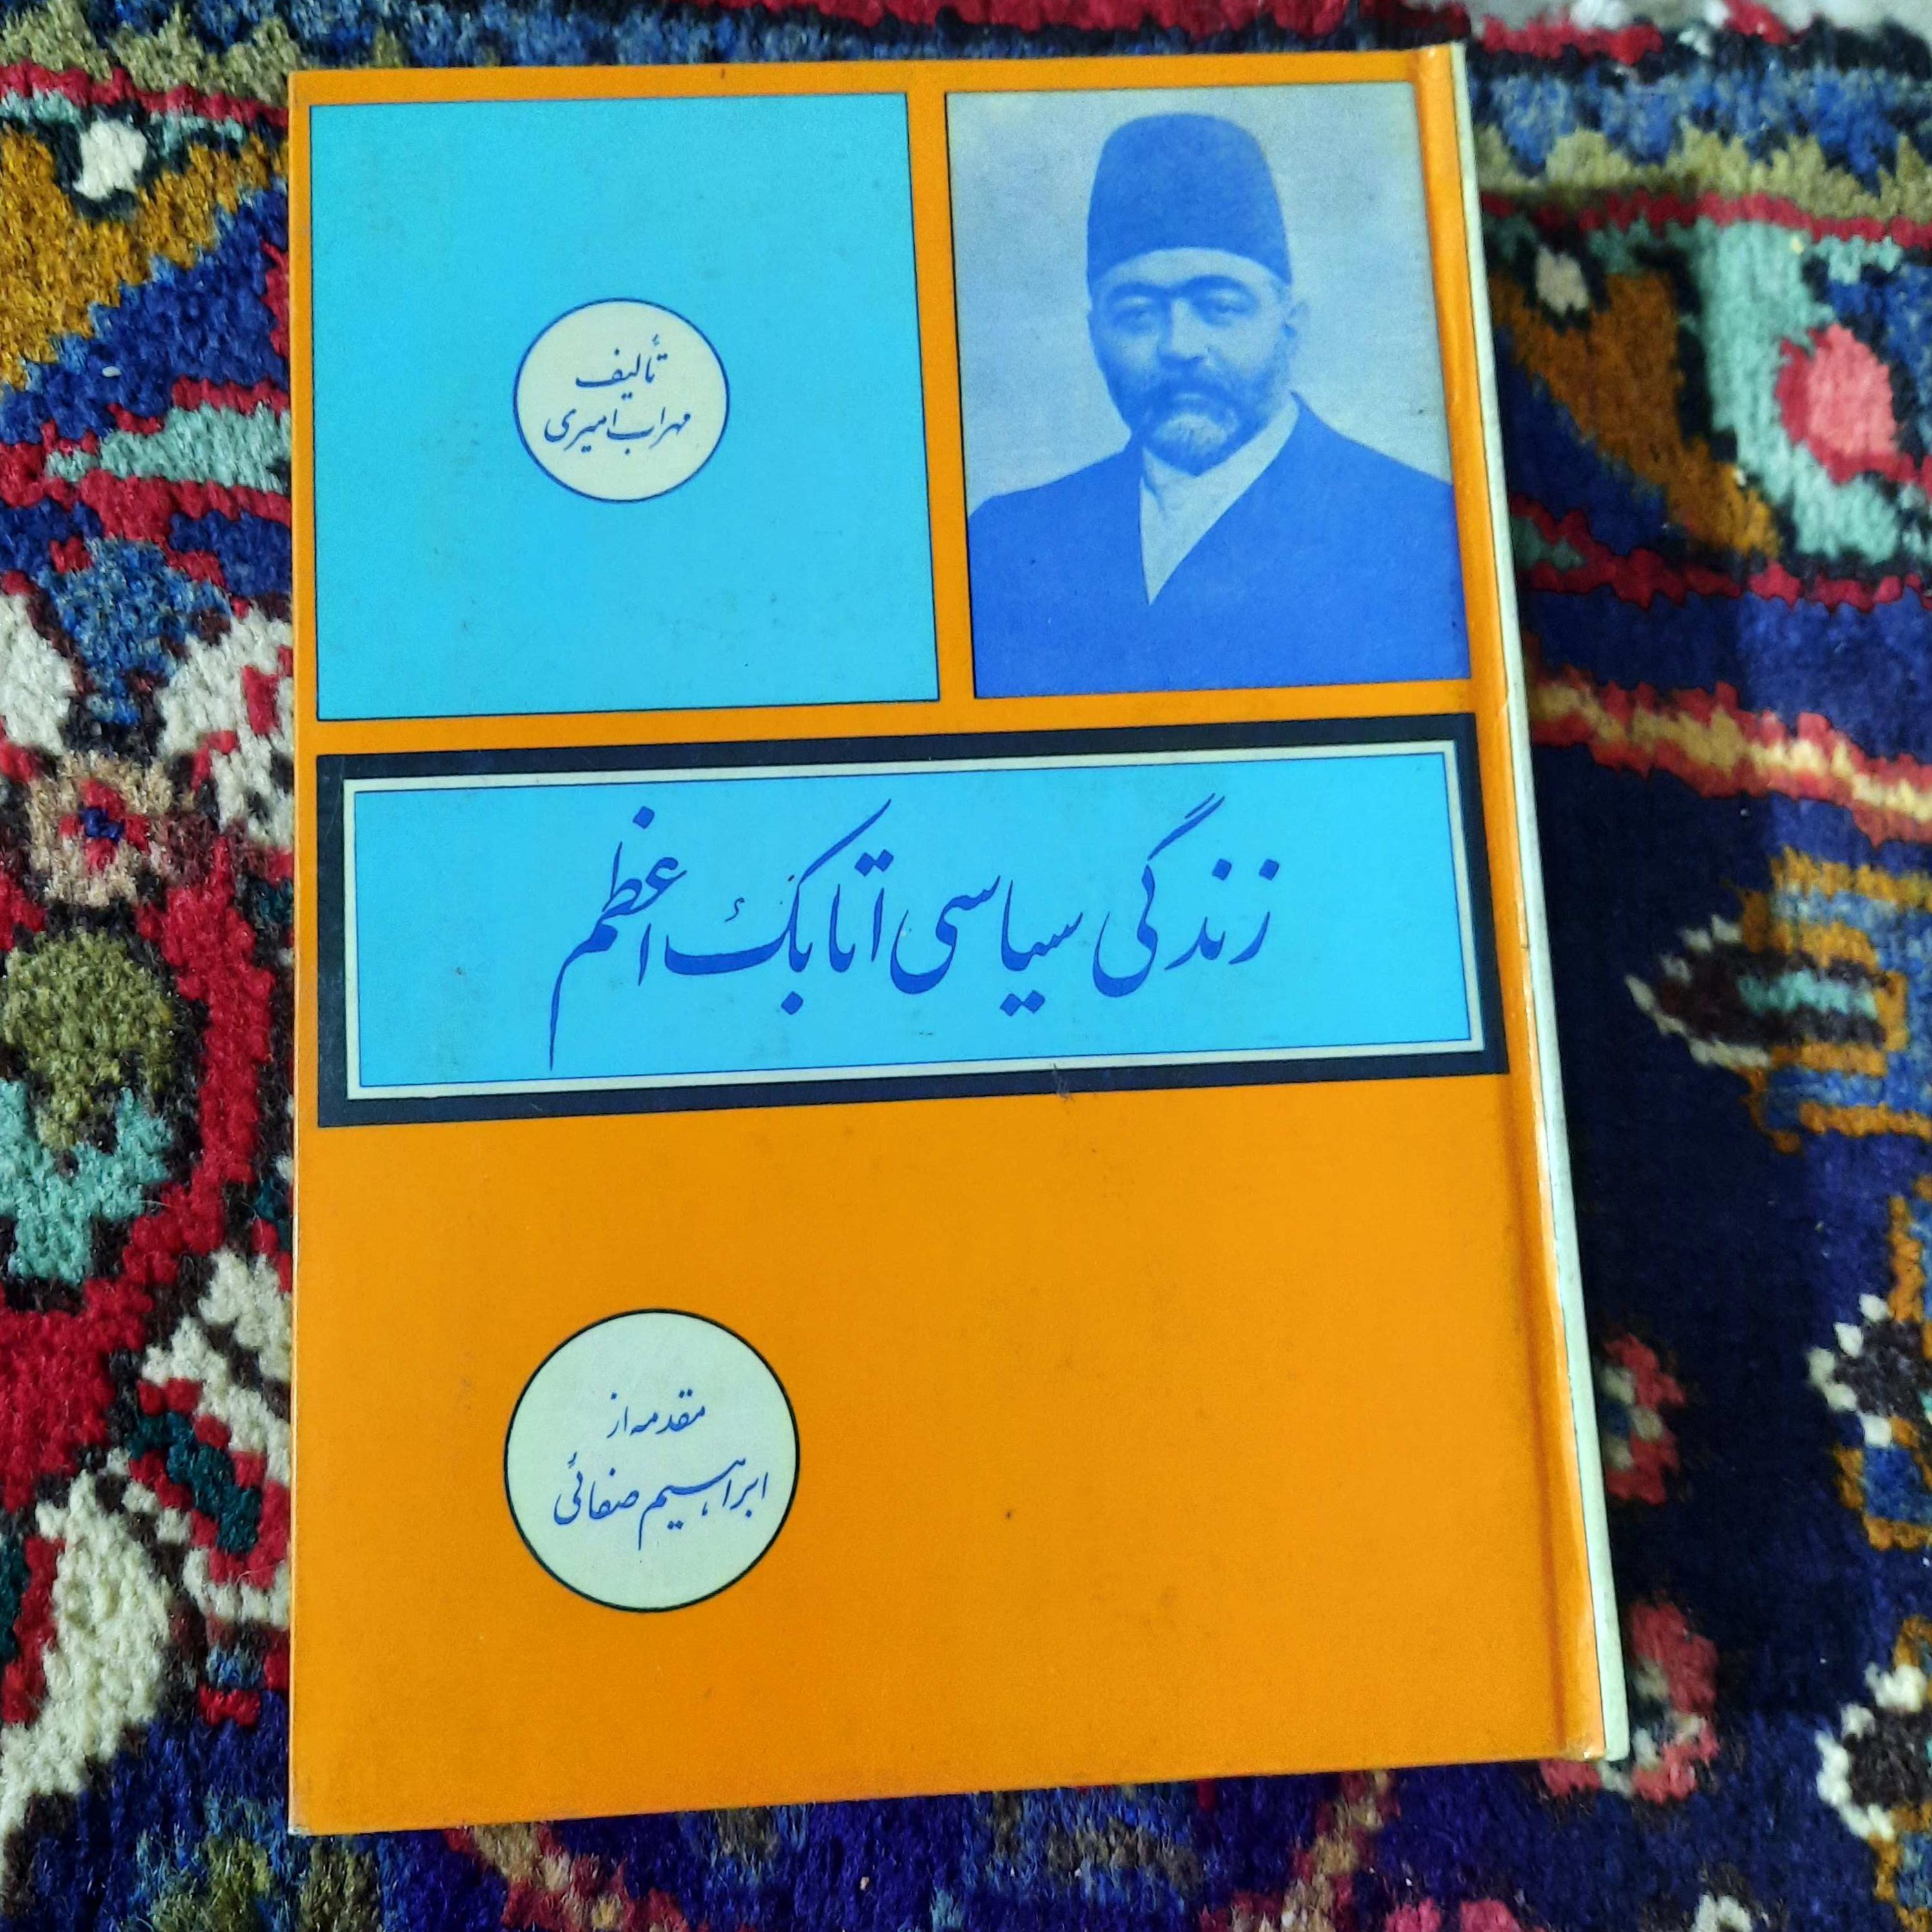 تألیف
مهراب امیری
زندگی سیاسی اتابک اعظم
مقدمه از
ابراهیم صفائی